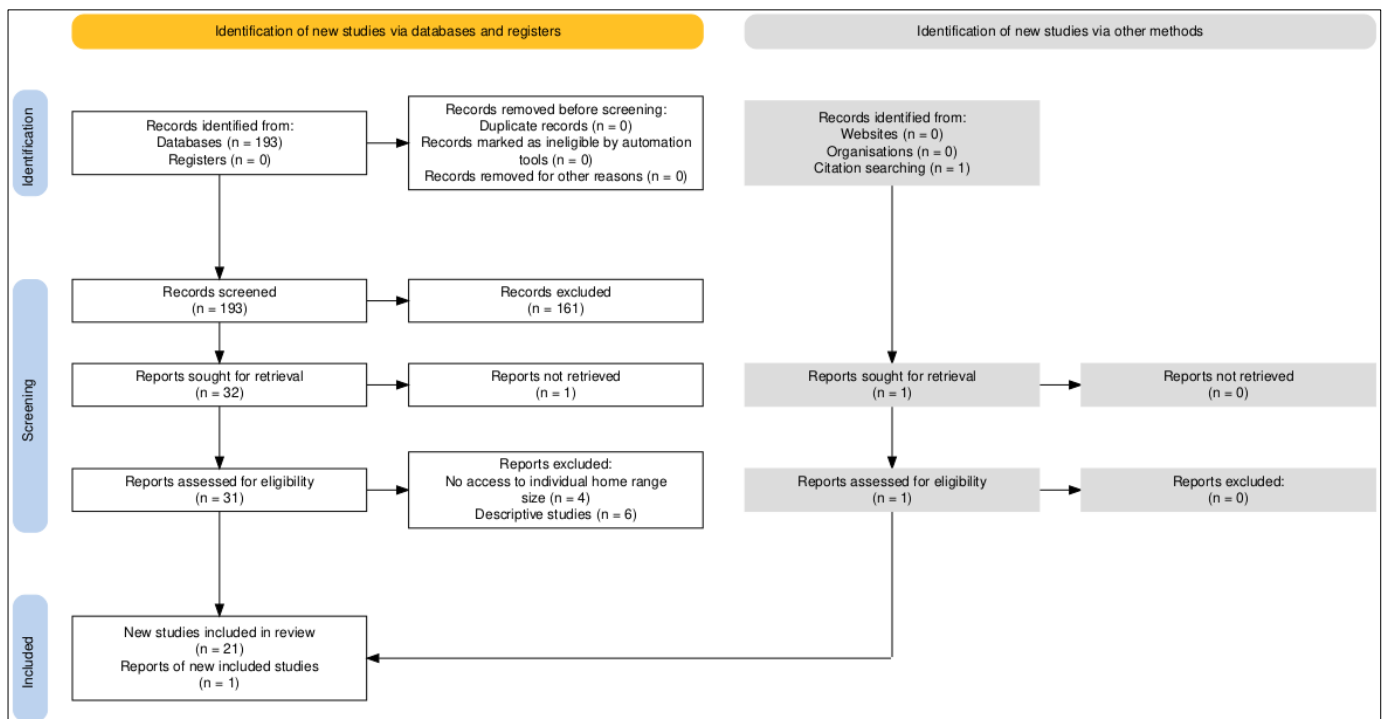 Identification of new studies via databases and registers
Identification of new studies via other methods
Identification
Records identified from:
Databases (n = 193)
Registers (n = 0)
Records removed before screening:
Duplicate records (n = 0)
Records marked as ineligible by automation
tools (n = 0)
Records removed for other reasons (n = 0)
Records identified from:
Websites (n = 0)
Organisations (n = 0)
Citation searching (n = 1)
Screening
Records screened
(n = 193)
Records excluded
(n = 161)
Reports sought for retrieval
(n = 32)
Reports not retrieved
(n = 1)
Reports sought for retrieval
(n = 1)
Reports not retrieved
(n = 0)
Reports assessed for eligibility
(n = 31)
Reports excluded:
No access to individual home range
size (n = 4)
Descriptive studies (n = 6)
Reports assessed for eligibility
(n = 1)
Reports excluded:
(n = 0)
Included
New studies included in review
(n = 21)
Reports of new included studies
(n = 1)